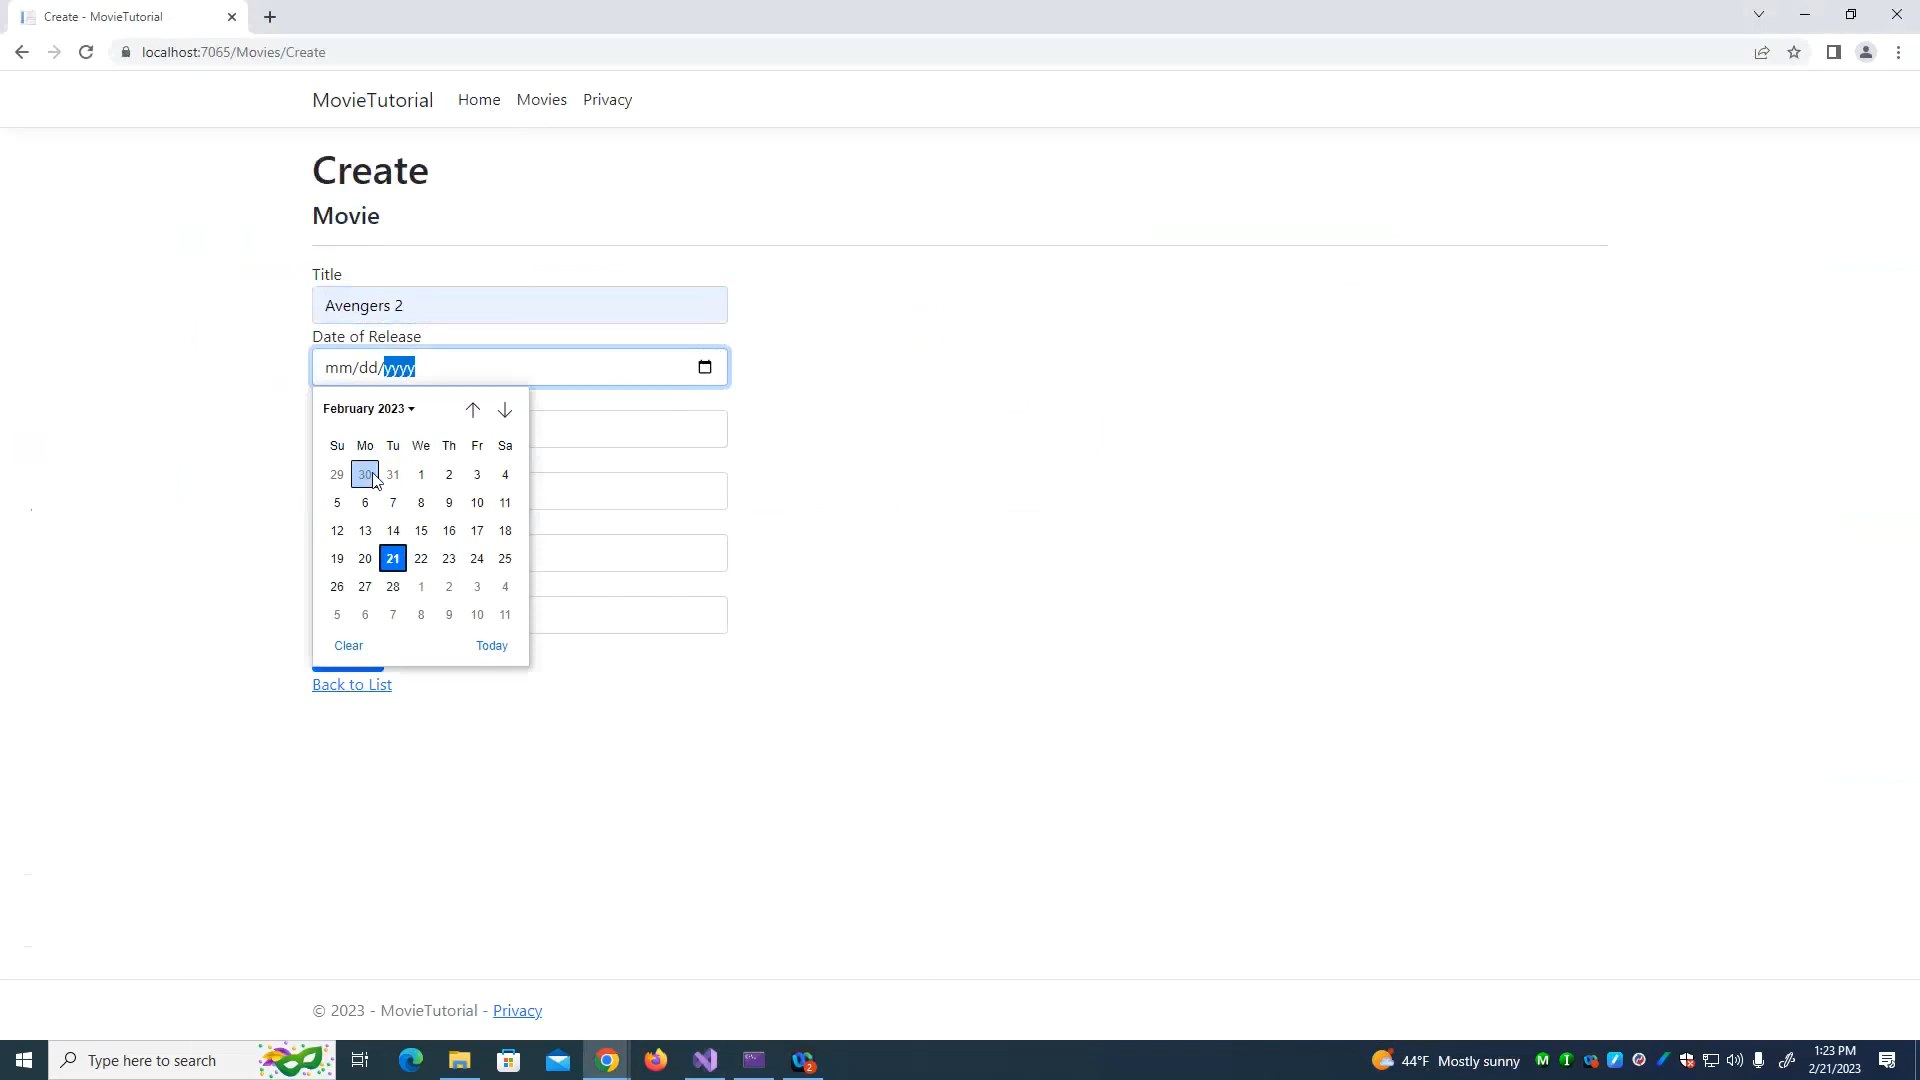 Create - MovieTutorial
localhost:7065/Movies/Create
MovieTutorial Home Movies Privacy
Create
Movie
Title
Avengers 2
Date of Release
mm/dd/yyyy
February 2023
Su Mo Tu We Th Fr Sa
29 30 31 1 2 3 4
5 6 7 8 9 10 11
12 13 14 15 16 17 18
19 20 21 22 23 24 25
26 27 28 1 2 3 4
5 6 7 8 9 10 11
Clear Today
Back to List
© 2023 - MovieTutorial - Privacy
Type here to search
2
44°F Mostly sunny
M
I
1:23 PM
2/21/2023